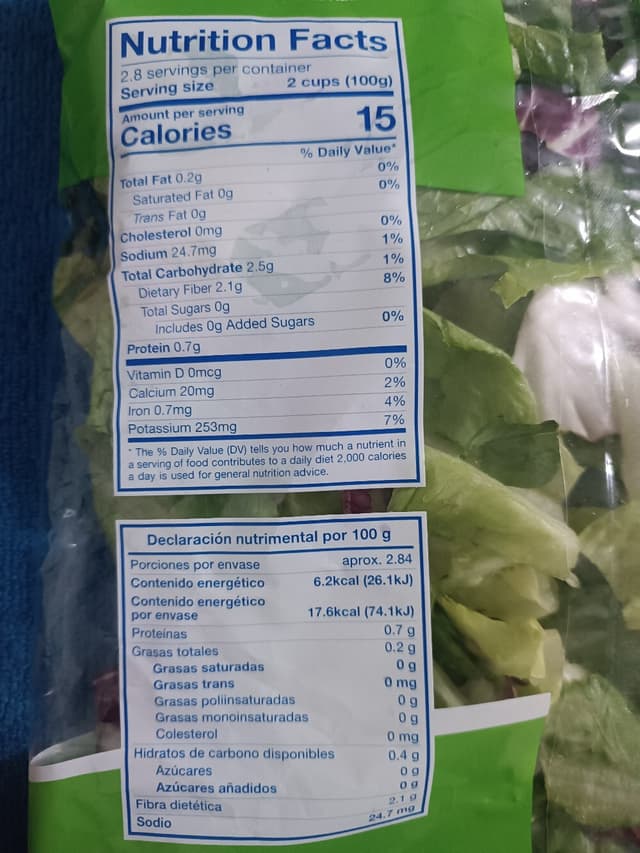 Nutrition Facts
2.8 servings per container
Serving size 2 cups (100g)
Amount per serving
Calories 15
% Daily Value*
Total Fat 0.2g 0%
Saturated Fat 0g 0%
Trans Fat 0g
Cholesterol 0mg 0%
Sodium 24.7mg 1%
Total Carbohydrate 2.5g 1%
Dietary Fiber 2.1g 8%
Total Sugars 0g
Includes 0g Added Sugars 0%
Protein 0.7g
Vitamin D 0mcg 0%
Calcium 20mg 2%
Iron 0.7mg 4%
Potassium 253mg 7%
* The % Daily Value (DV) tells you how much a nutrient in
a serving of food contributes to a daily diet 2,000 calories
a day is used for general nutrition advice.
Declaración nutrimental por 100 g
Porciones por envase aprox. 2.84
Contenido energético 6.2kcal (26.1kJ)
Contenido energético
por envase 17.6kcal (74.1kJ)
Proteínas 0.7 g
Grasas totales 0.2 g
Grasas saturadas 0 g
Grasas trans 0 mg
Grasas poliinsaturadas 0 g
Grasas monoinsaturadas 0 g
Colesterol 0 mg
Hidratos de carbono disponibles 0.4 g
Azúcares 0 g
Azúcares añadidos 0 g
Fibra dietética 2.1 g
Sodio 24.7 mg